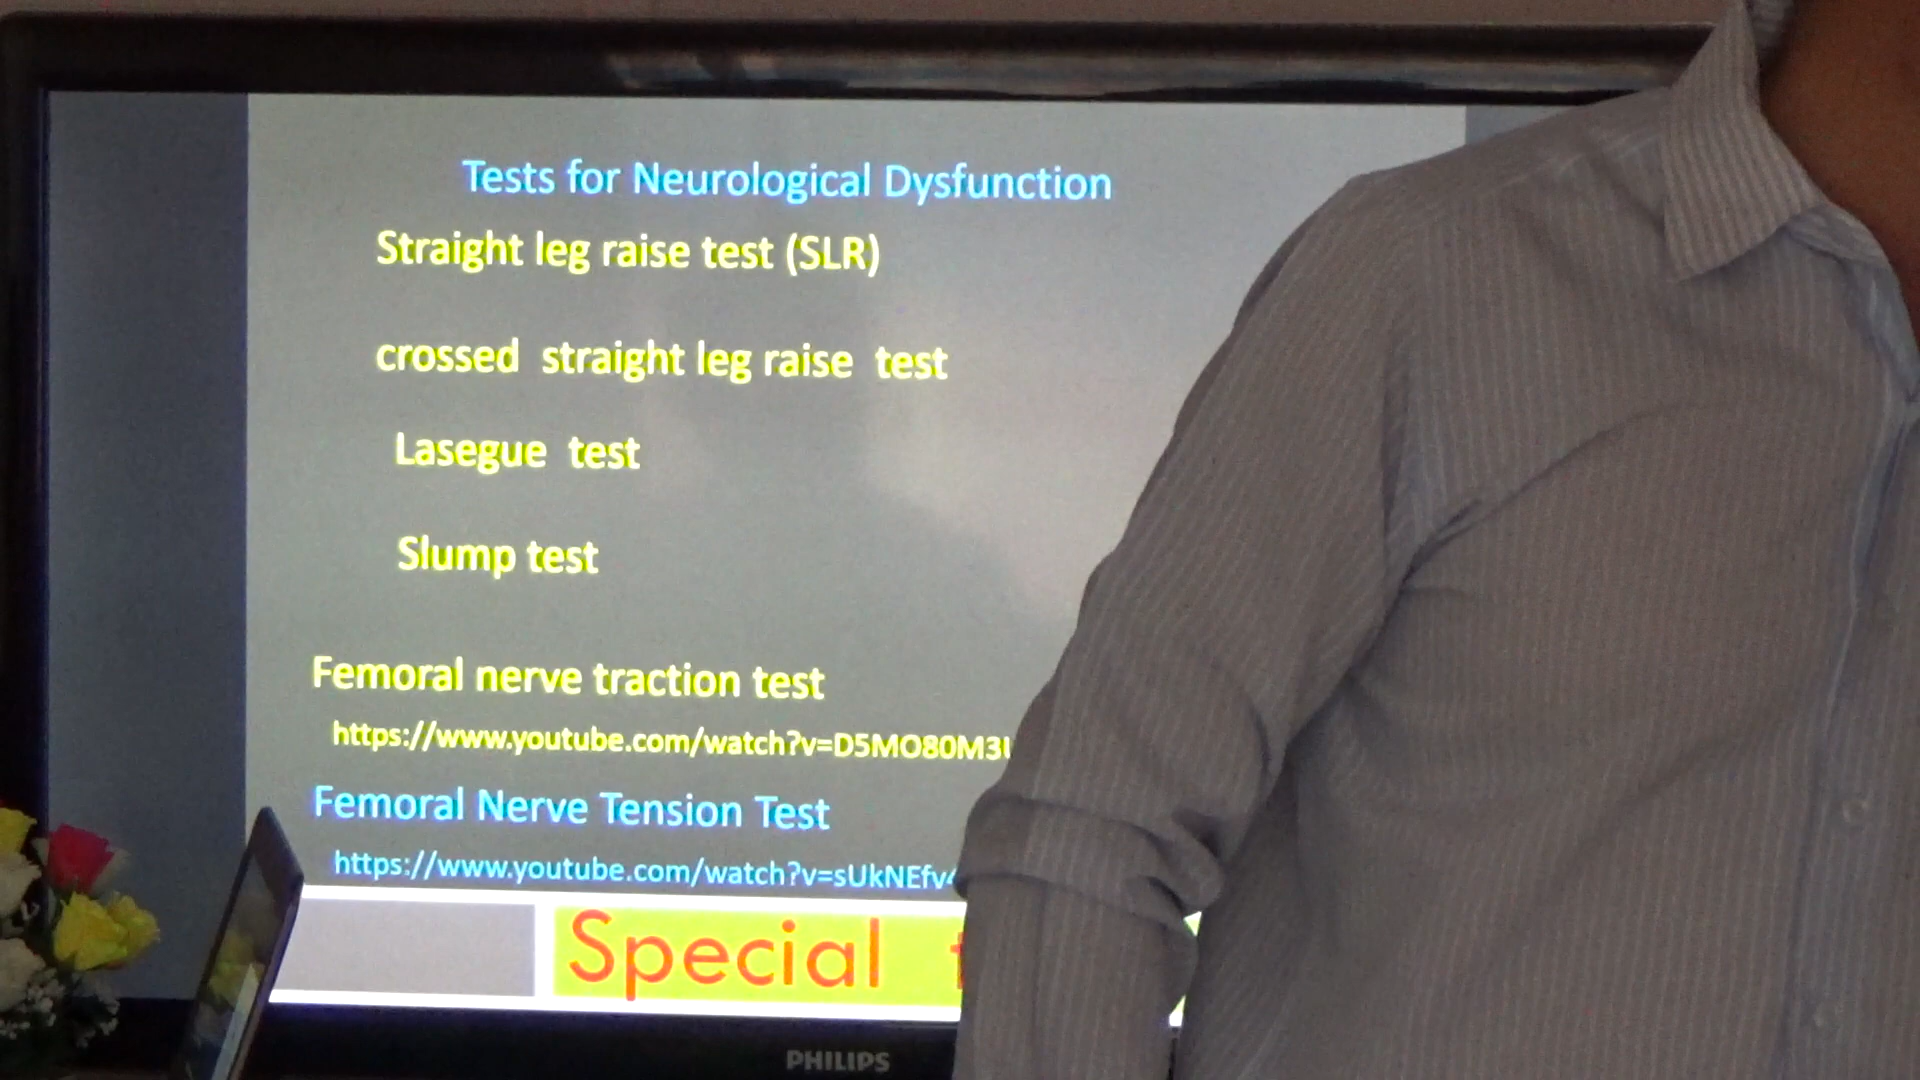 Tests for Neurological Dysfunction
Straight leg raise test (SLR)
crossed straight leg raise test
Lasegue test
Slump test
Femoral nerve traction test
https://www.youtube.com/watch?v=D5MO80M3
Femoral Nerve Tension Test
https://www.youtube.com/watch?v=sUkNEfv
Special
PHILIPS